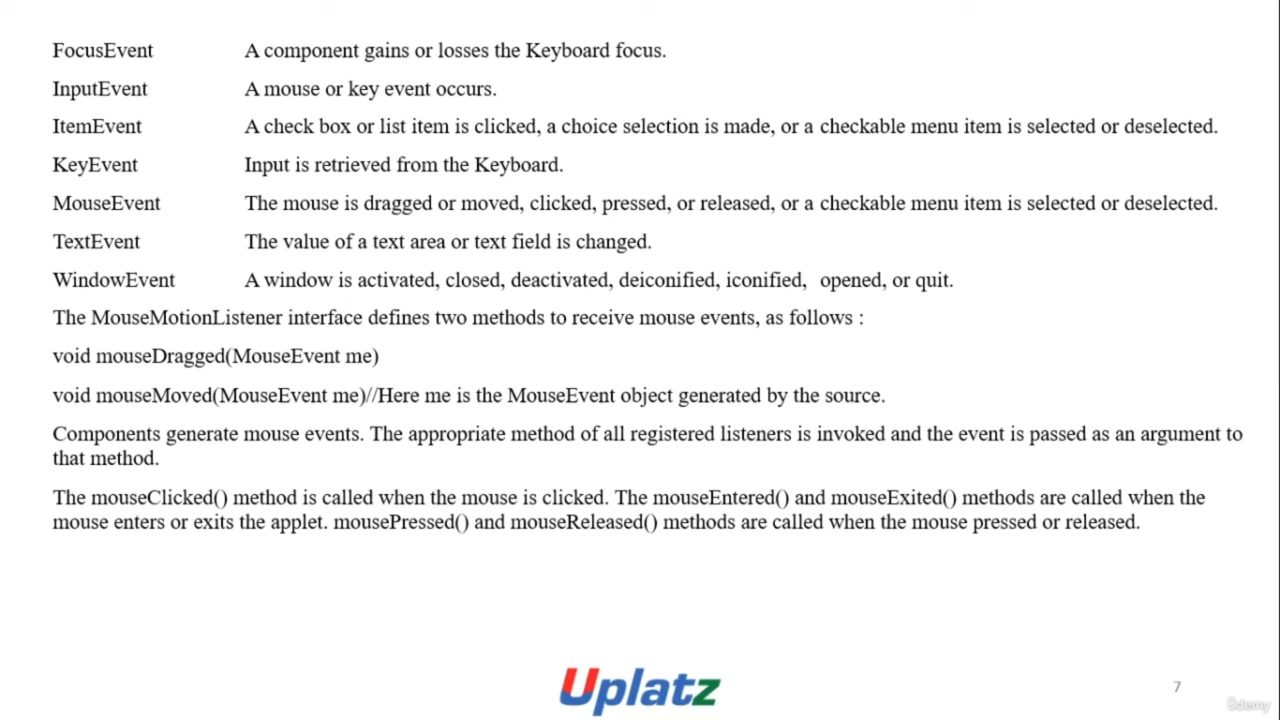 FocusEvent A component gains or losses the Keyboard focus.
InputEvent A mouse or key event occurs.
ItemEvent A check box or list item is clicked, a choice selection is made, or a checkable menu item is selected or deselected.
KeyEvent Input is retrieved from the Keyboard.
MouseEvent The mouse is dragged or moved, clicked, pressed, or released, or a checkable menu item is selected or deselected.
TextEvent The value of a text area or text field is changed.
WindowEvent A window is activated, closed, deactivated, deiconified, iconified, opened, or quit.
The MouseMotionListener interface defines two methods to receive mouse events, as follows :
void mouseDragged(MouseEvent me)
void mouseMoved(MouseEvent me)//Here me is the MouseEvent object generated by the source.
Components generate mouse events. The appropriate method of all registered listeners is invoked and the event is passed as an argument to
that method.
The mouseClicked() method is called when the mouse is clicked. The mouseEntered() and mouseExited() methods are called when the
mouse enters or exits the applet. mousePressed() and mouseReleased() methods are called when the mouse pressed or released.
Uplatz
7
ûdemy